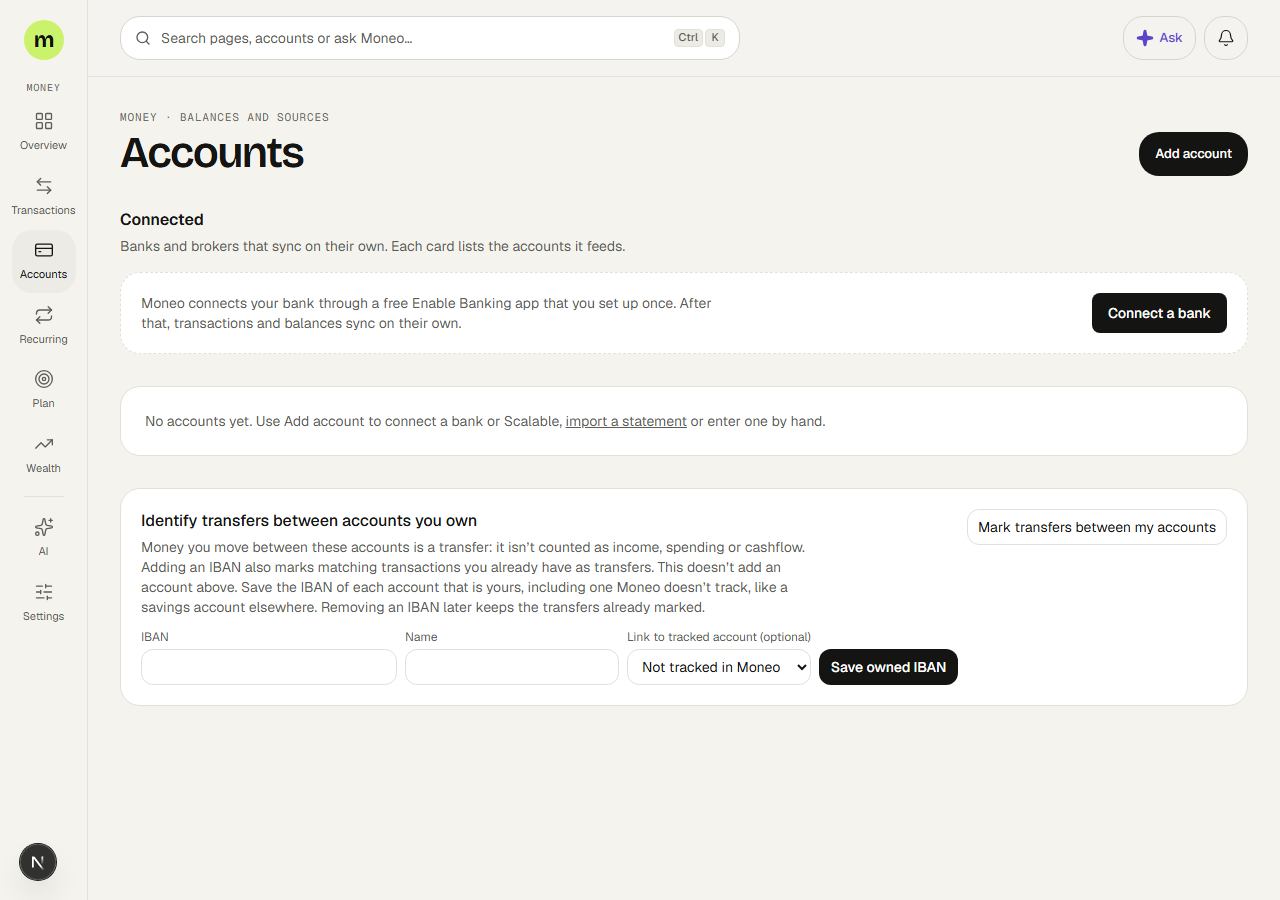 m
MONEY
Overview
Transactions
Accounts
Recurring
Plan
Wealth
AI
Settings
N
Search pages, accounts or ask Moneo...
Ctrl K
Ask
MONEY · BALANCES AND SOURCES
Accounts
Add account
Connected
Banks and brokers that sync on their own. Each card lists the accounts it feeds.
Moneo connects your bank through a free Enable Banking app that you set up once. After
that, transactions and balances sync on their own.
Connect a bank
No accounts yet. Use Add account to connect a bank or Scalable, import a statement or enter one by hand.
Identify transfers between accounts you own
Mark transfers between my accounts
Money you move between these accounts is a transfer: it isn't counted as income, spending or cashflow.
Adding an IBAN also marks matching transactions you already have as transfers. This doesn't add an
account above. Save the IBAN of each account that is yours, including one Moneo doesn't track, like a
savings account elsewhere. Removing an IBAN later keeps the transfers already marked.
IBAN
Name
Link to tracked account (optional)
Not tracked in Moneo
Save owned IBAN